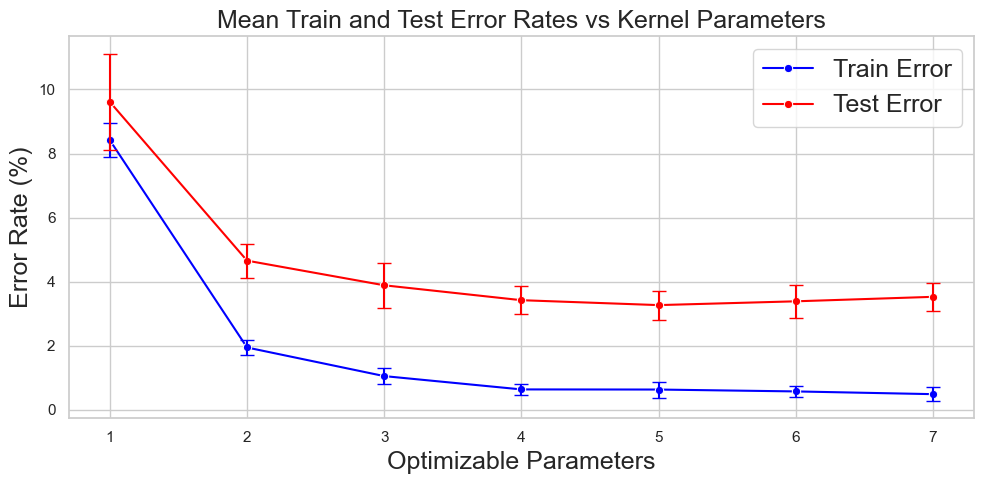 Mean Train and Test Error Rates vs Kernel Parameters
Train Error
Test Error
Error Rate (%)
10
8
6
4
2
0
1 2 3 4 5 6 7
Optimizable Parameters